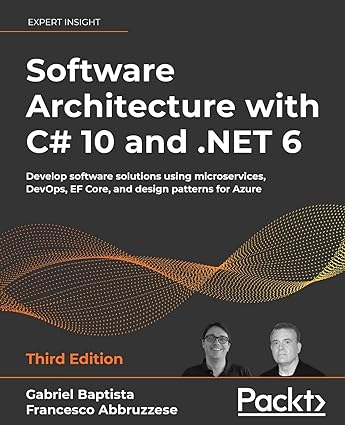 EXPERT INSIGHT
Software
Architecture with
C# 10 and .NET 6
Develop software solutions using microservices,
DevOps, EF Core, and design patterns for Azure
Third Edition
Gabriel Baptista
Francesco Abbruzzese
Packt>